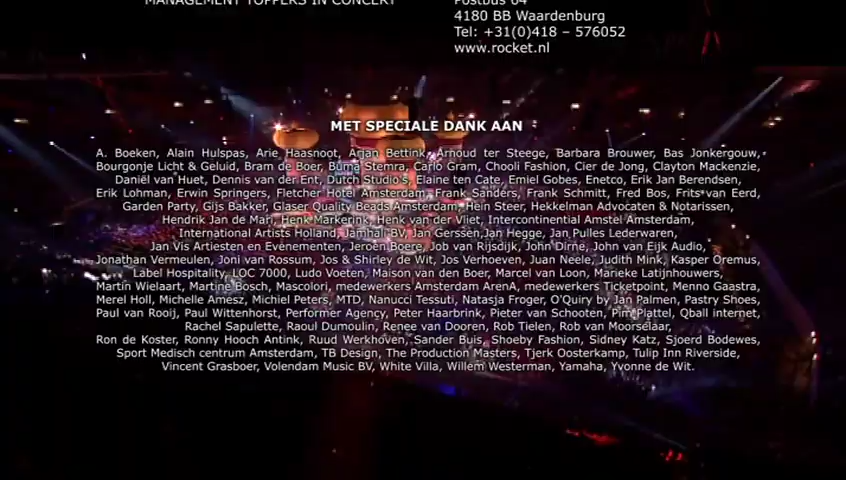 MANAGEMENT TOPPERS IN CONCERT
Postbus 64
4180 BB Waardenburg
Tel: +31(0)418 – 576052
www.rocket.nl
MET SPECIALE DANK AAN
A. Boeken, Alain Hulspas, Arie Haasnoot, Arjan Bettink, Arnoud ter Steege, Barbara Brouwer, Bas Jonkergouw,
Bourgonje Licht & Geluid, Bram de Boer, Buma Stemra, Carlo Gram, Chooli Fashion, Cier de Jong, Clayton Mackenzie,
Daniël van Huet, Dennis van der Ent, Dutch Studio's, Elaine ten Cate, Emiel Gobes, Enetco, Erik Jan Berendsen,
Erik Lohman, Erwin Springers, Fletcher Hotel Amsterdam, Frank Sanders, Frank Schmitt, Fred Bos, Frits van Eerd,
Garden Party, Gijs Bakker, Glaser Quality Beads Amsterdam, Hein Steer, Hekkelman Advocaten & Notarissen,
Hendrik Jan de Mari, Henk Markerink, Henk van der Vliet, Intercontinental Amstel Amsterdam,
International Artists Holland, Jamhali BV, Jan Gerssen,Jan Hegge, Jan Pulles Lederwaren,
Jan Vis Artiesten en Evenementen, Jeroen Boere, Job van Rijsdijk, John Dirne, John van Eijk Audio,
Jonathan Vermeulen, Joni van Rossum, Jos & Shirley de Wit, Jos Verhoeven, Juan Neele, Judith Mink, Kasper Oremus,
Label Hospitality, LOC 7000, Ludo Voeten, Maison van den Boer, Marcel van Loon, Marieke Latijnhouwers,
Martin Wielaart, Martine Bosch, Mascolori, medewerkers Amsterdam ArenA, medewerkers Ticketpoint, Menno Gaastra,
Merel Holl, Michelle Amesz, Michiel Peters, MTD, Nanucci Tessuti, Natasja Froger, O'Quiry by Jan Palmen, Pastry Shoes,
Paul van Rooij, Paul Wittenhorst, Performer Agency, Peter Haarbrink, Pieter van Schooten, Pim Plattel, Qball internet,
Rachel Sapulette, Raoul Dumoulin, Renee van Dooren, Rob Tielen, Rob van Moorselaar,
Ron de Koster, Ronny Hooch Antink, Ruud Werkhoven, Sander Buis, Shoeby Fashion, Sidney Katz, Sjoerd Bodewes,
Sport Medisch centrum Amsterdam, TB Design, The Production Masters, Tjerk Oosterkamp, Tulip Inn Riverside,
Vincent Grasboer, Volendam Music BV, White Villa, Willem Westerman, Yamaha, Yvonne de Wit.